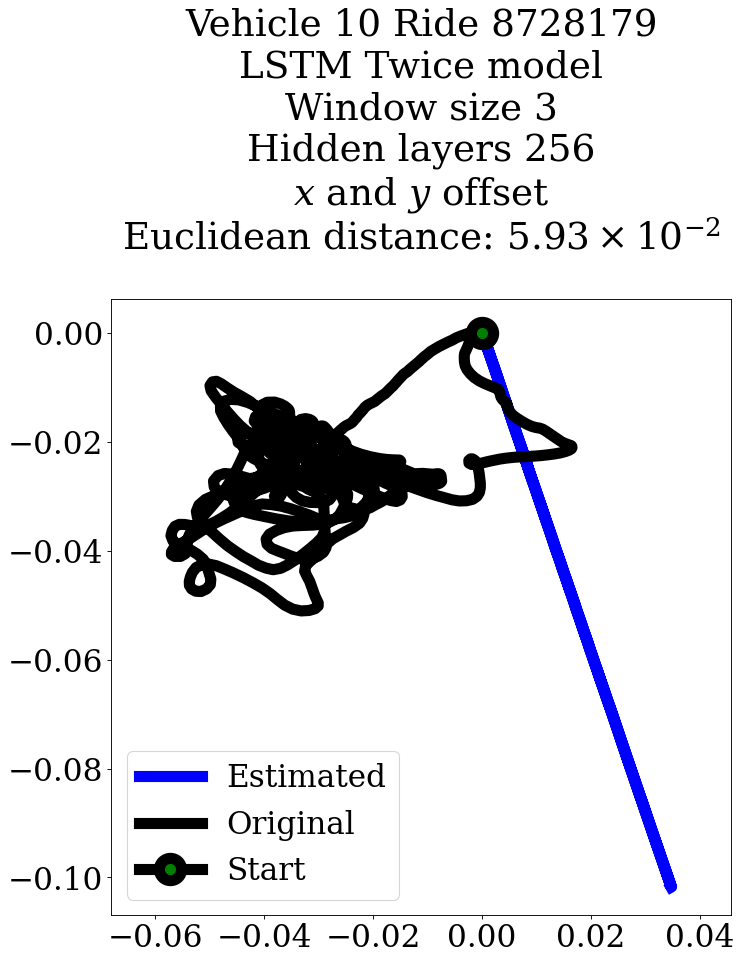 Vehicle 10 Ride 8728179
LSTM Twice model
Window size 3
Hidden layers 256
x and y offset
Euclidean distance: 5.93 × 10⁻²
0.00
−0.02
−0.04
−0.06
−0.08
−0.10
Estimated
Original
Start
−0.06 −0.04 −0.02 0.00 0.02 0.04